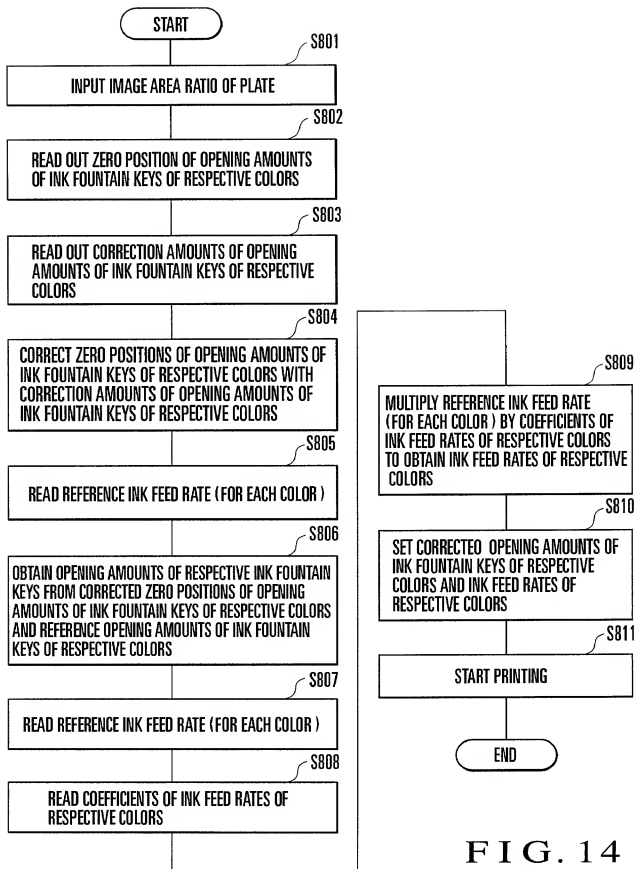 START
S801
INPUT IMAGE AREA RATIO OF PLATE
S802
READ OUT ZERO POSITION OF OPENING AMOUNTS
OF INK FOUNTAIN KEYS OF RESPECTIVE COLORS
S803
READ OUT CORRECTION AMOUNTS OF OPENING
AMOUNTS OF INK FOUNTAIN KEYS OF RESPECTIVE
COLORS
S804
CORRECT ZERO POSITIONS OF OPENING AMOUNTS OF
INK FOUNTAIN KEYS OF RESPECTIVE COLORS WITH
CORRECTION AMOUNTS OF OPENING AMOUNTS OF
INK FOUNTAIN KEYS OF RESPECTIVE COLORS
S805
READ REFERENCE INK FEED RATE (FOR EACH COLOR)
S806
OBTAIN OPENING AMOUNTS OF RESPECTIVE INK FOUNTAIN
KEYS FROM CORRECTED ZERO POSITIONS OF OPENING
AMOUNTS OF INK FOUNTAIN KEYS OF RESPECTIVE COLORS
AND REFERENCE OPENING AMOUNTS OF INK FOUNTAIN
KEYS OF RESPECTIVE COLORS
S807
READ REFERENCE INK FEED RATE (FOR EACH COLOR)
S808
READ COEFFICIENTS OF INK FEED RATES OF
RESPECTIVE COLORS
S809
MULTIPLY REFERENCE INK FEED RATE
(FOR EACH COLOR) BY COEFFICIENTS OF
INK FEED RATES OF RESPECTIVE COLORS
TO OBTAIN INK FEED RATES OF RESPECTIVE
COLORS
S810
SET CORRECTED OPENING AMOUNTS OF
INK FOUNTAIN KEYS OF RESPECTIVE
COLORS AND INK FEED RATES OF
RESPECTIVE COLORS
S811
START PRINTING
END
FIG. 14